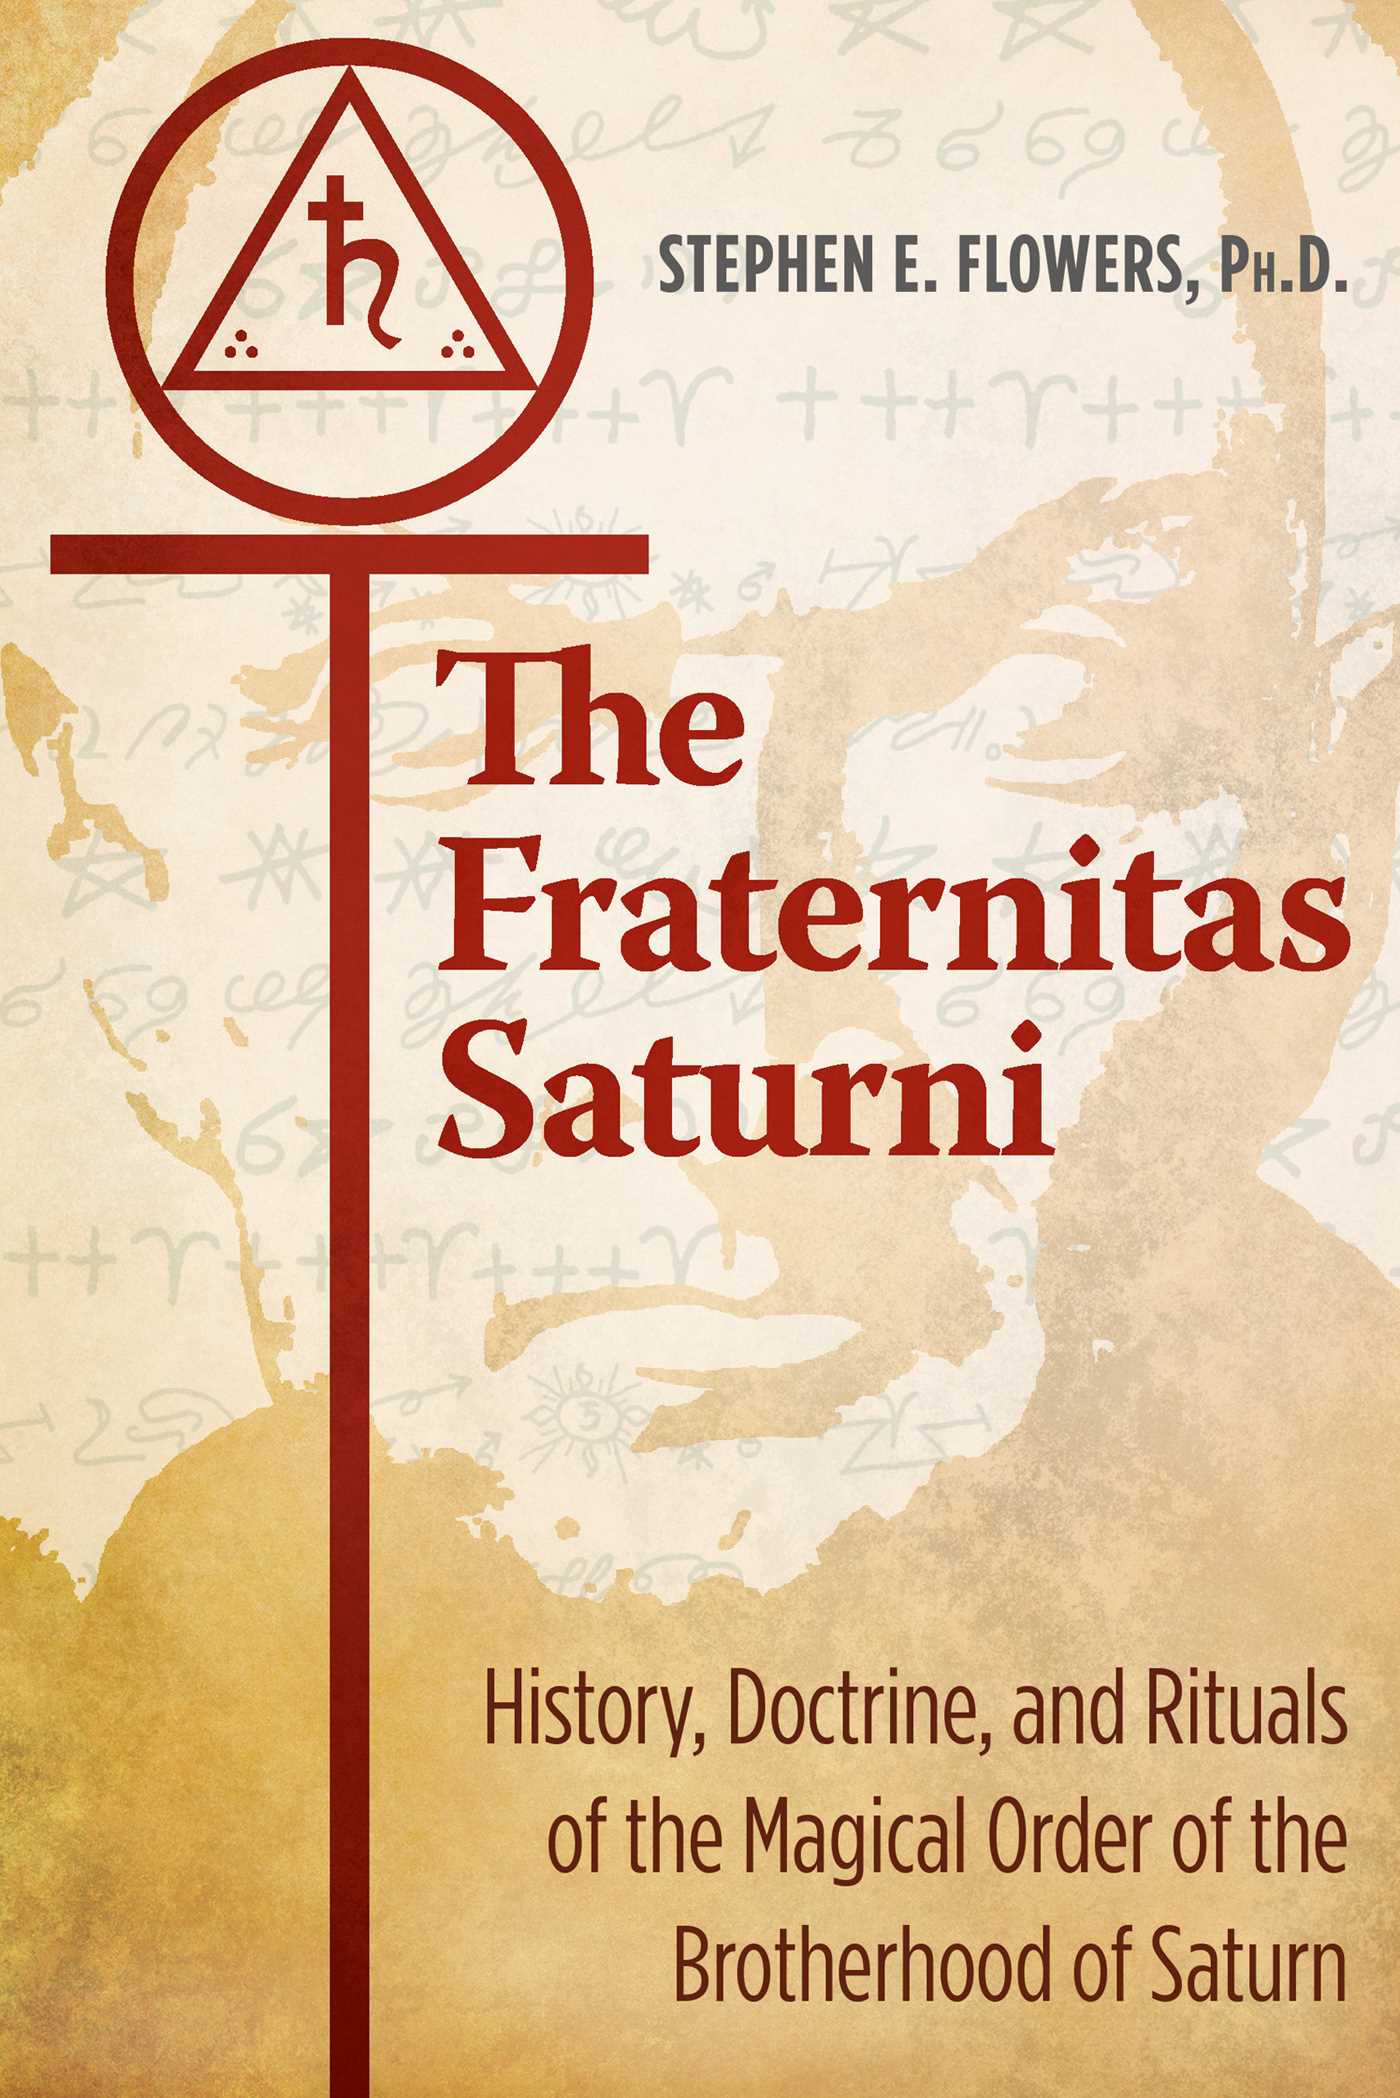 STEPHEN E. FLOWERS, PH.D.
The
Fraternitas
Saturni
History, Doctrine, and Rituals
of the Magical Order of the
Brotherhood of Saturn